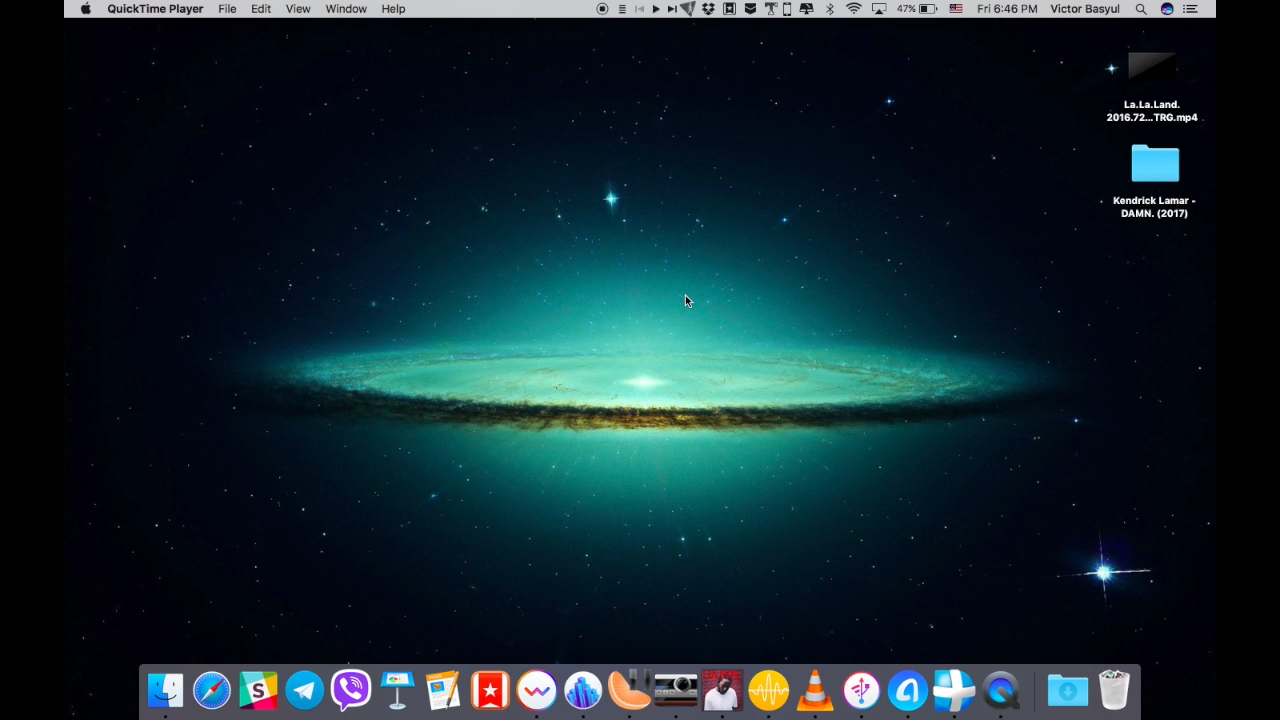 QuickTime Player File Edit View Window Help 47% Fri 6:46 PM Victor Basyul
La.La.Land.
2016.72...TRG.mp4
Kendrick Lamar -
DAMN. (2017)